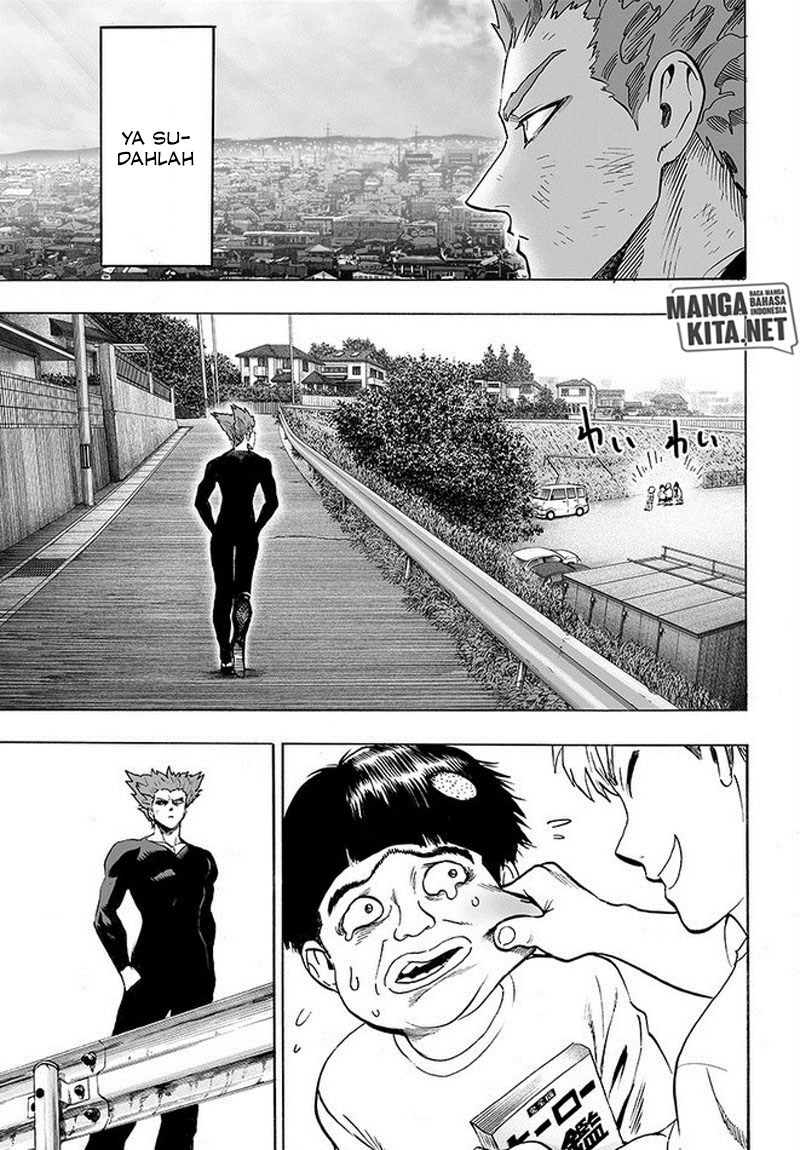 YA SU-
DAHLAH
MANGA
KITA.NET
BACA MANGA
BAHASA
INDONESIA
わいわい
ヒーロー
鑑